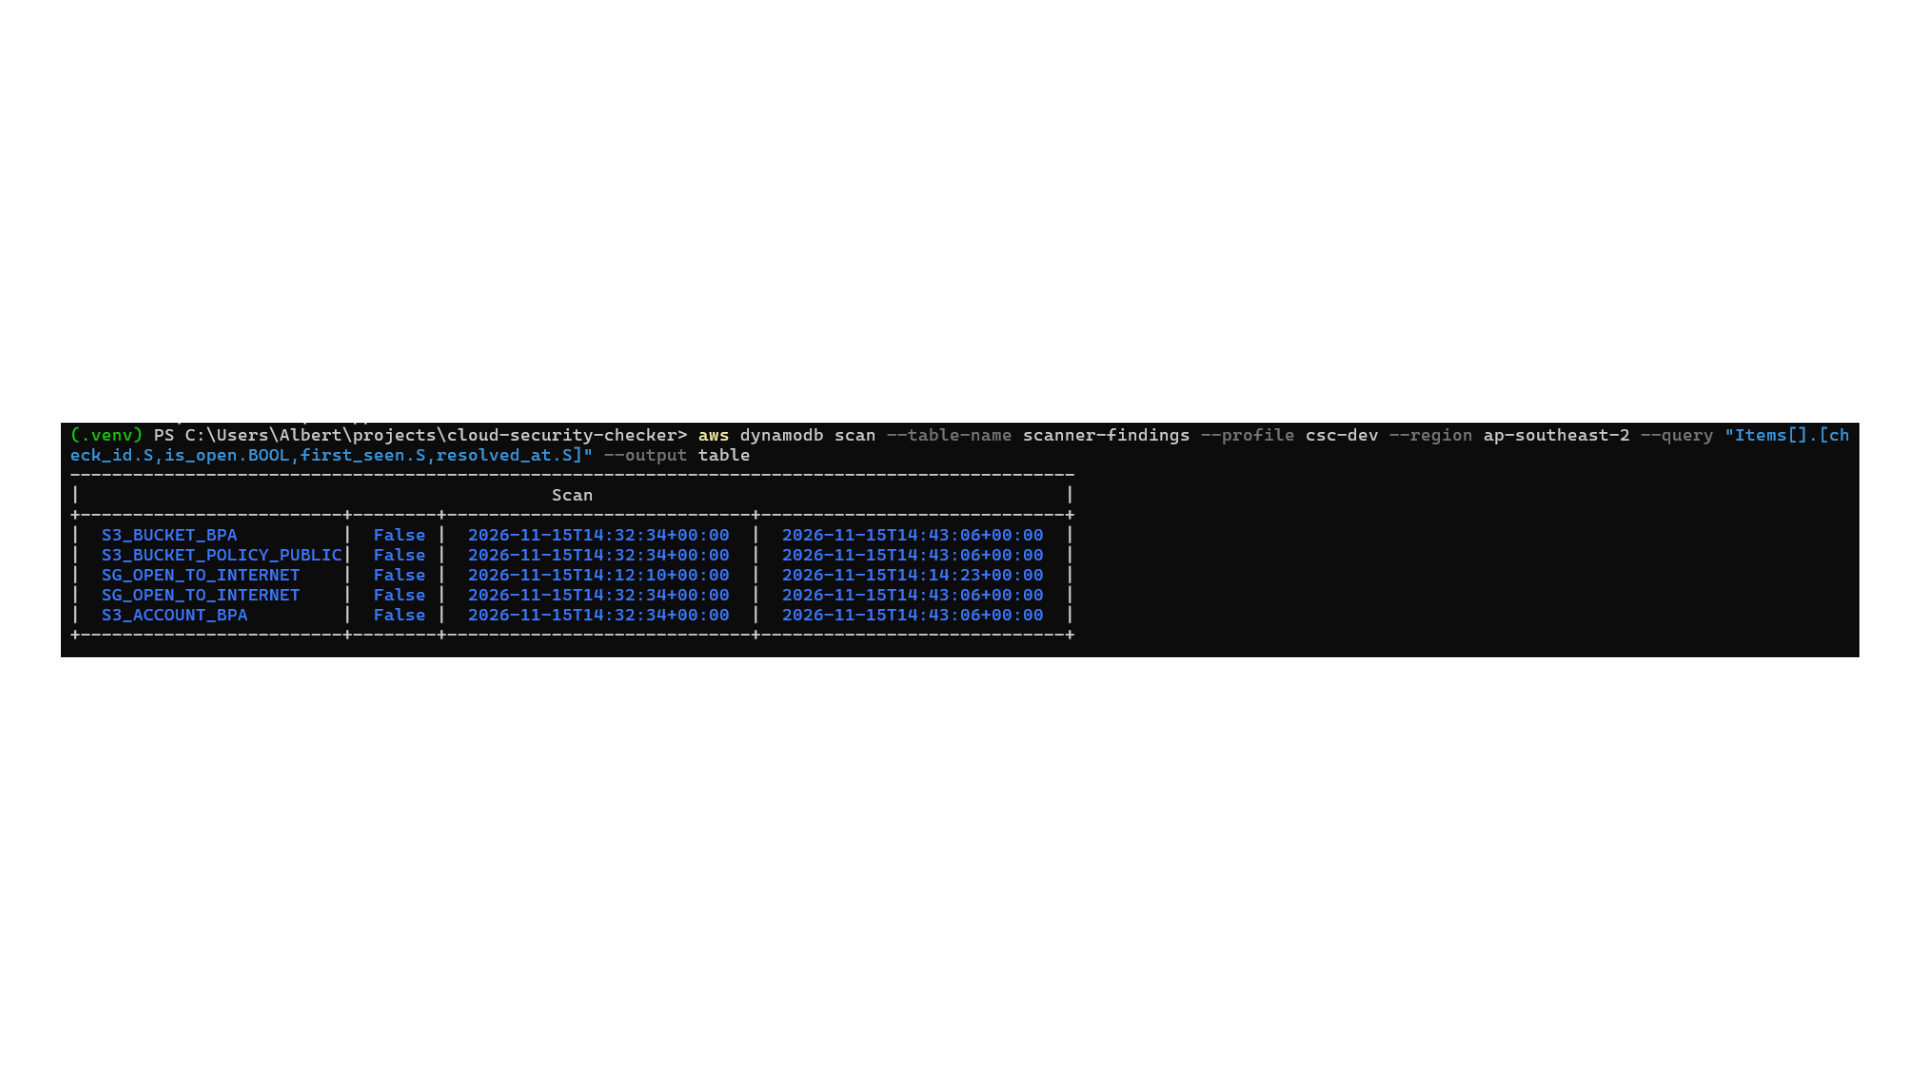 (.venv) PS C:\Users\Albert\projects\cloud-security-checker> aws dynamodb scan --table-name scanner-findings --profile csc-dev --region ap-southeast-2 --query "Items[].[ch
eck_id.S,is_open.BOOL,first_seen.S,resolved_at.S]" --output table
------------------------------------------------------------------------------------------------
| Scan |
+-------------------------+--------+-----------------------------+-----------------------------+
| S3_BUCKET_BPA | False | 2026-11-15T14:32:34+00:00 | 2026-11-15T14:43:06+00:00 |
| S3_BUCKET_POLICY_PUBLIC| False | 2026-11-15T14:32:34+00:00 | 2026-11-15T14:43:06+00:00 |
| SG_OPEN_TO_INTERNET | False | 2026-11-15T14:12:10+00:00 | 2026-11-15T14:14:23+00:00 |
| SG_OPEN_TO_INTERNET | False | 2026-11-15T14:32:34+00:00 | 2026-11-15T14:43:06+00:00 |
| S3_ACCOUNT_BPA | False | 2026-11-15T14:32:34+00:00 | 2026-11-15T14:43:06+00:00 |
+-------------------------+--------+-----------------------------+-----------------------------+